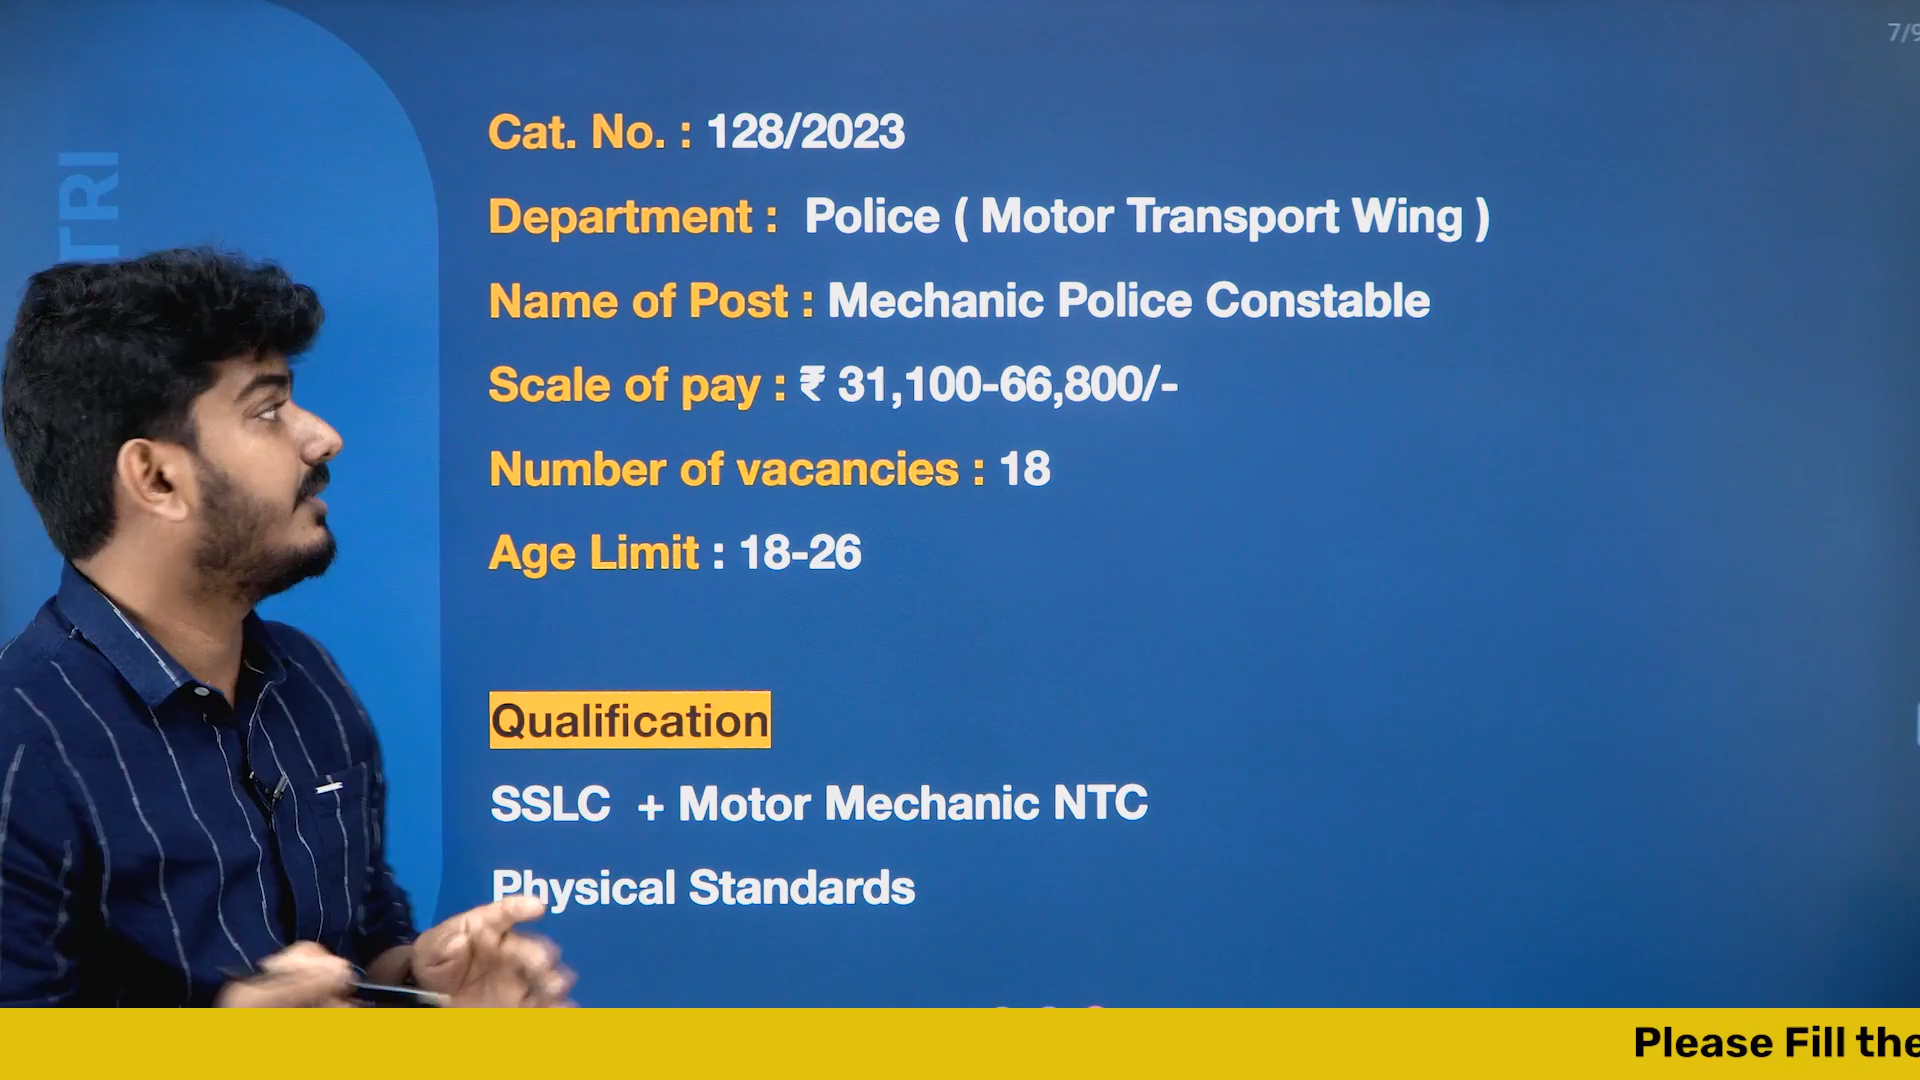 7/9
TRI
Cat. No. : 128/2023
Department : Police ( Motor Transport Wing )
Name of Post : Mechanic Police Constable
Scale of pay : ₹ 31,100-66,800/-
Number of vacancies : 18
Age Limit : 18-26
Qualification
SSLC + Motor Mechanic NTC
Physical Standards
Please Fill the